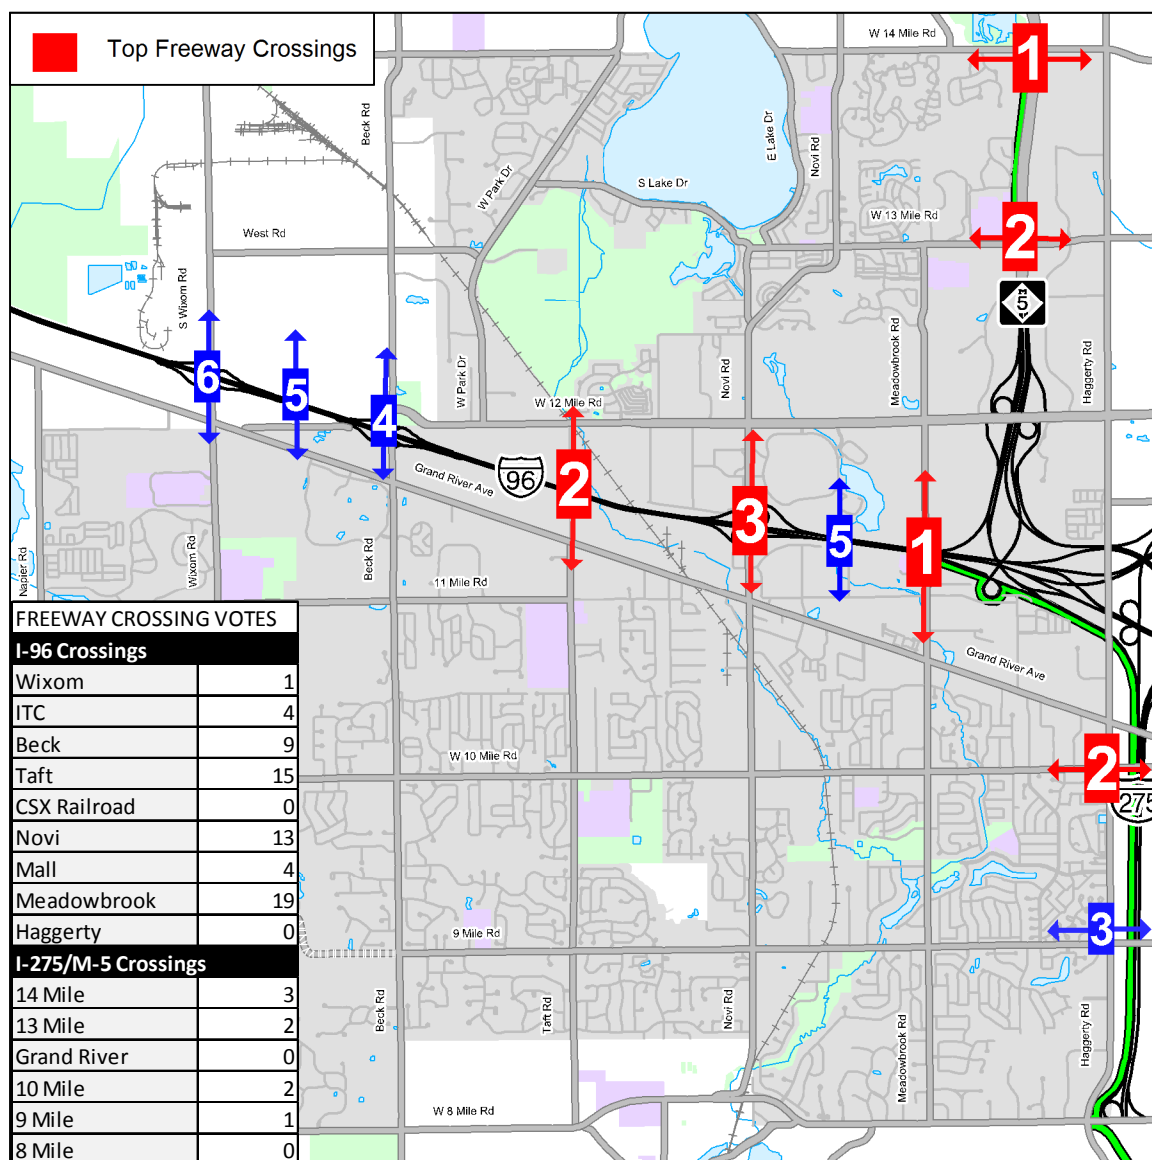 Top Freeway Crossings
W 14 Mile Rd
1
Beck Rd
E Lake Dr
Novi Rd
W Park Dr
S Lake Dr
W 13 Mile Rd
West Rd
2
S Wixom Rd
M
5
6
5
4
W Park Dr
Novi Rd
Meadowbrook Rd
Haggerty Rd
W 12 Mile Rd
Grand River Ave
96
2
3
5
1
Napier Rd
Wixom Rd
Beck Rd
11 Mile Rd
Grand River Ave
W 10 Mile Rd
2
275
9 Mile Rd
3
Beck Rd
Taft Rd
Novi Rd
Meadowbrook Rd
Haggerty Rd
W 8 Mile Rd
FREEWAY CROSSING VOTES
I-96 Crossings
Wixom 1
ITC 4
Beck 9
Taft 15
CSX Railroad 0
Novi 13
Mall 4
Meadowbrook 19
Haggerty 0
I-275/M-5 Crossings
14 Mile 3
13 Mile 2
Grand River 0
10 Mile 2
9 Mile 1
8 Mile 0